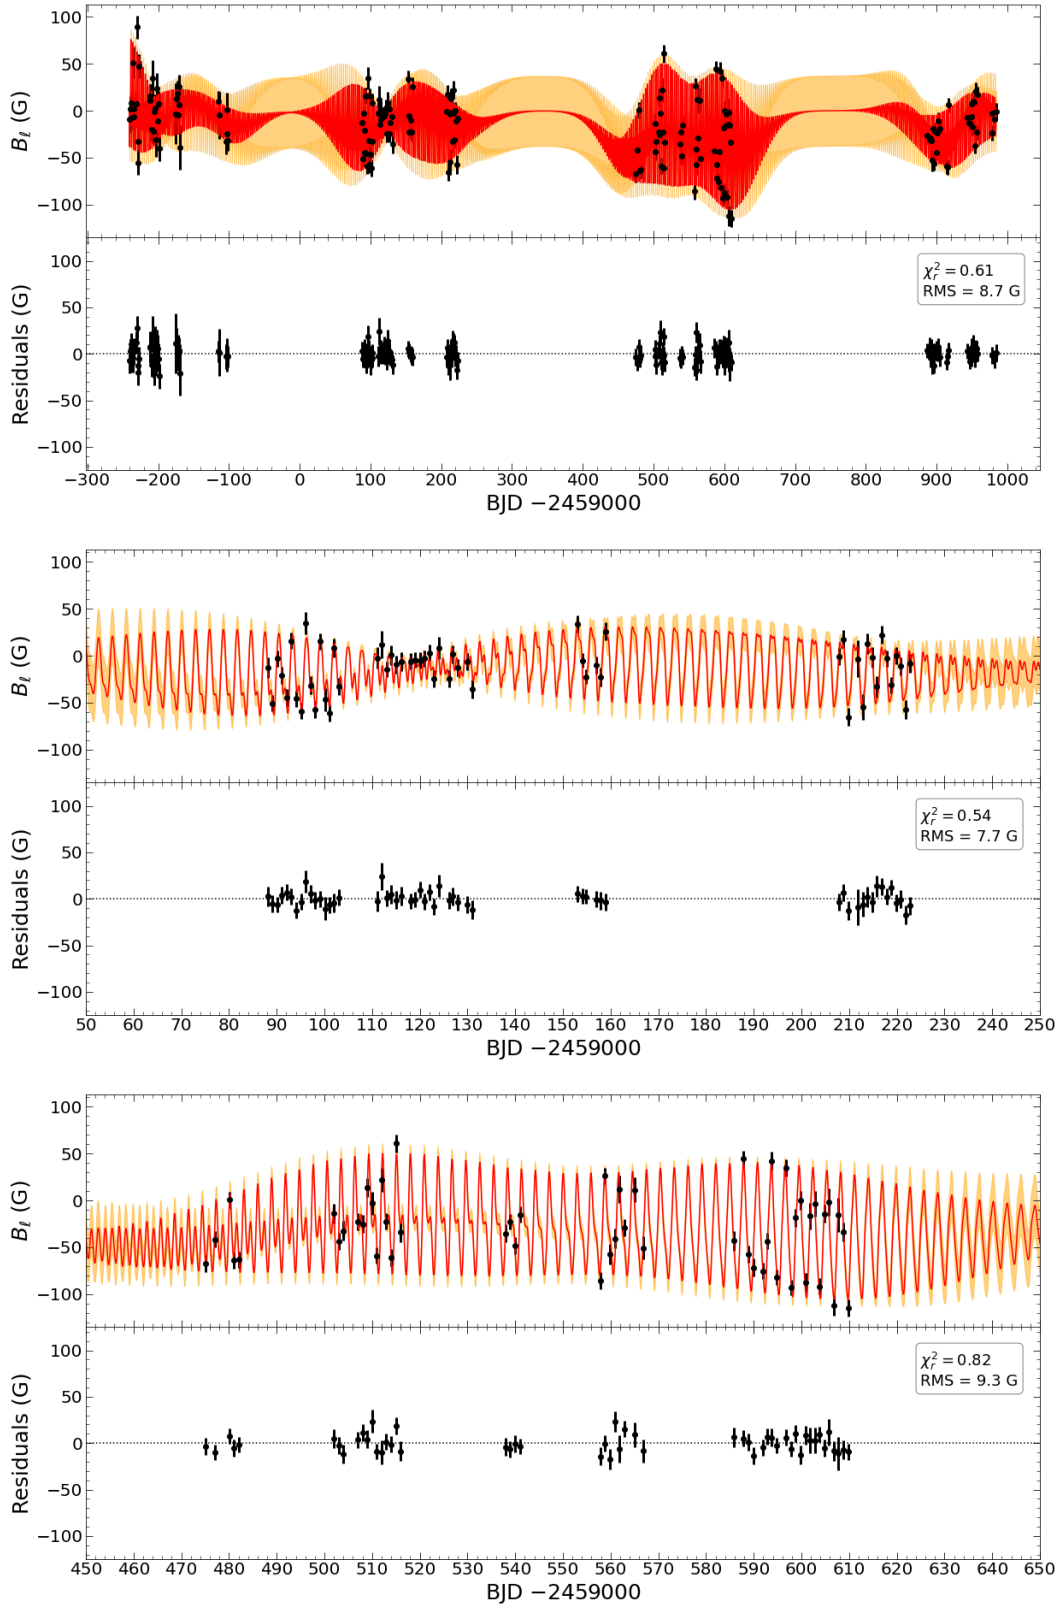 100
50
0
−50
−100
B_ℓ (G)
100
50
0
−50
−100
Residuals (G)
χ_r^2 = 0.61
RMS = 8.7 G
−300 −200 −100 0 100 200 300 400 500 600 700 800 900 1000
BJD −2459000
100
50
0
−50
−100
B_ℓ (G)
100
50
0
−50
−100
Residuals (G)
χ_r^2 = 0.54
RMS = 7.7 G
50 60 70 80 90 100 110 120 130 140 150 160 170 180 190 200 210 220 230 240 250
BJD −2459000
100
50
0
−50
−100
B_ℓ (G)
100
50
0
−50
−100
Residuals (G)
χ_r^2 = 0.82
RMS = 9.3 G
450 460 470 480 490 500 510 520 530 540 550 560 570 580 590 600 610 620 630 640 650
BJD −2459000